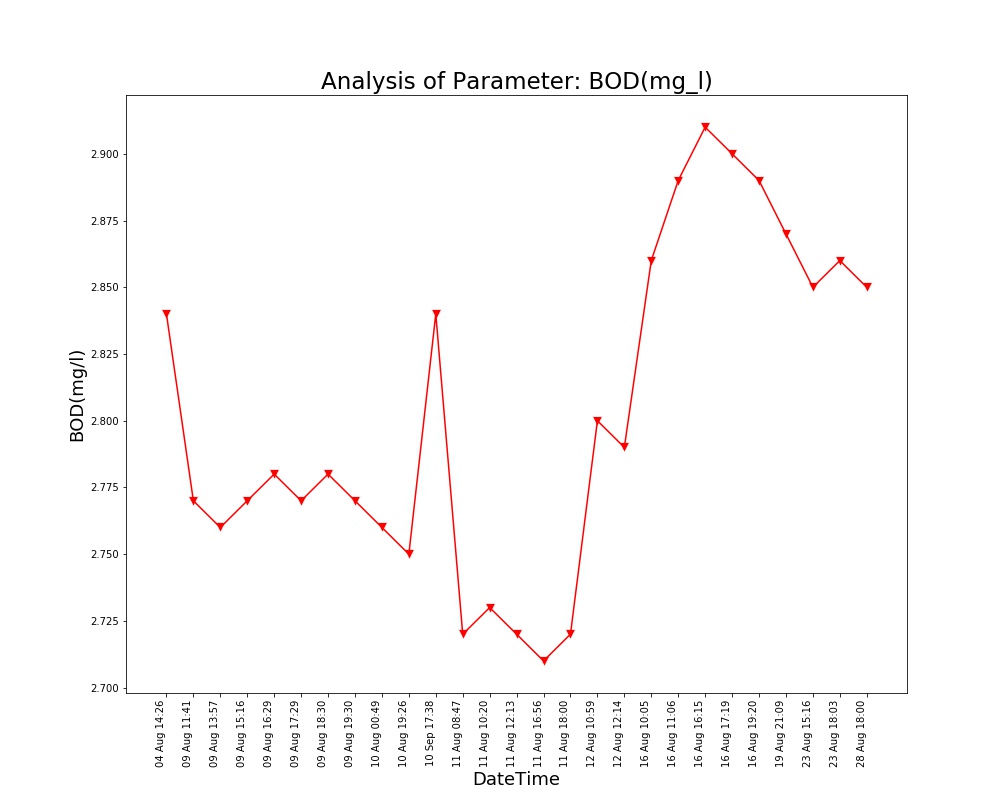 Analysis of Parameter: BOD(mg_l)
BOD(mg/l)
2.900
2.875
2.850
2.825
2.800
2.775
2.750
2.725
2.700
04 Aug 14:26
09 Aug 11:41
09 Aug 13:57
09 Aug 15:16
09 Aug 16:29
09 Aug 17:29
09 Aug 18:30
09 Aug 19:30
10 Aug 00:49
10 Aug 19:26
10 Sep 17:38
11 Aug 08:47
11 Aug 10:20
11 Aug 12:13
11 Aug 16:56
11 Aug 18:00
12 Aug 10:59
12 Aug 12:14
16 Aug 10:05
16 Aug 11:06
16 Aug 16:15
16 Aug 17:19
16 Aug 19:20
19 Aug 21:09
23 Aug 15:16
23 Aug 18:03
28 Aug 18:00
DateTime